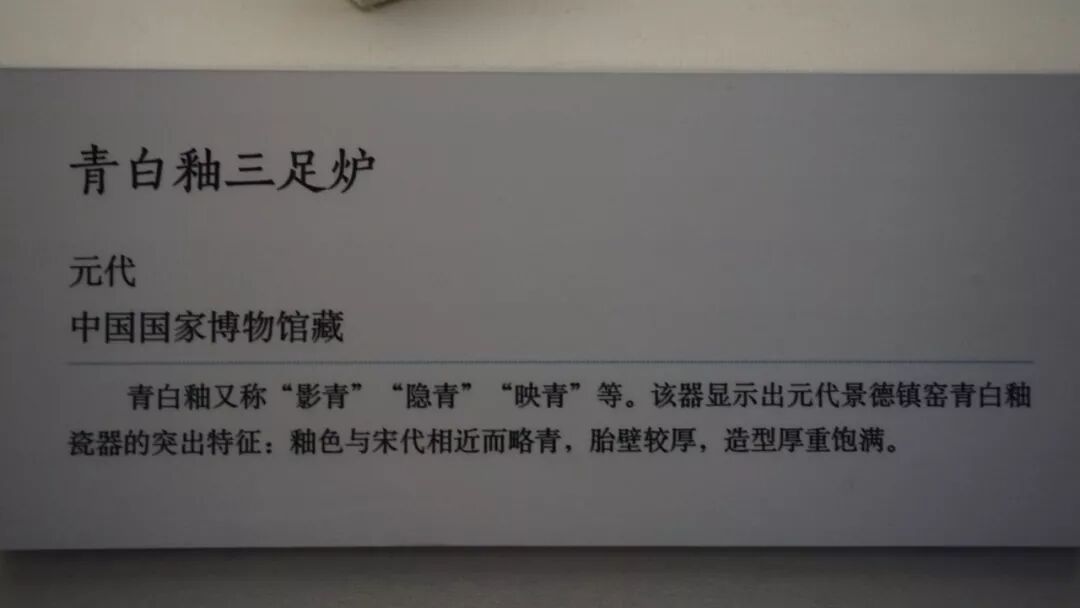 青白釉三足炉
元代
中国国家博物馆藏
青白釉又称“影青”“隐青”“映青”等。该器显示出元代景德镇窑青白釉
瓷器的突出特征：釉色与宋代相近而略青，胎壁较厚，造型厚重饱满。